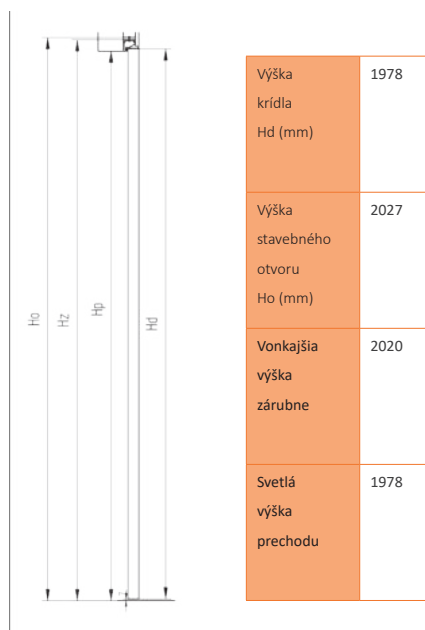 Ho
Hz
Hp
Hd
Výška
krídla
Hd (mm)
1978
Výška
stavebného
otvoru
Ho (mm)
2027
Vonkajšia
výška
zárubne
2020
Svetlá
výška
prechodu
1978